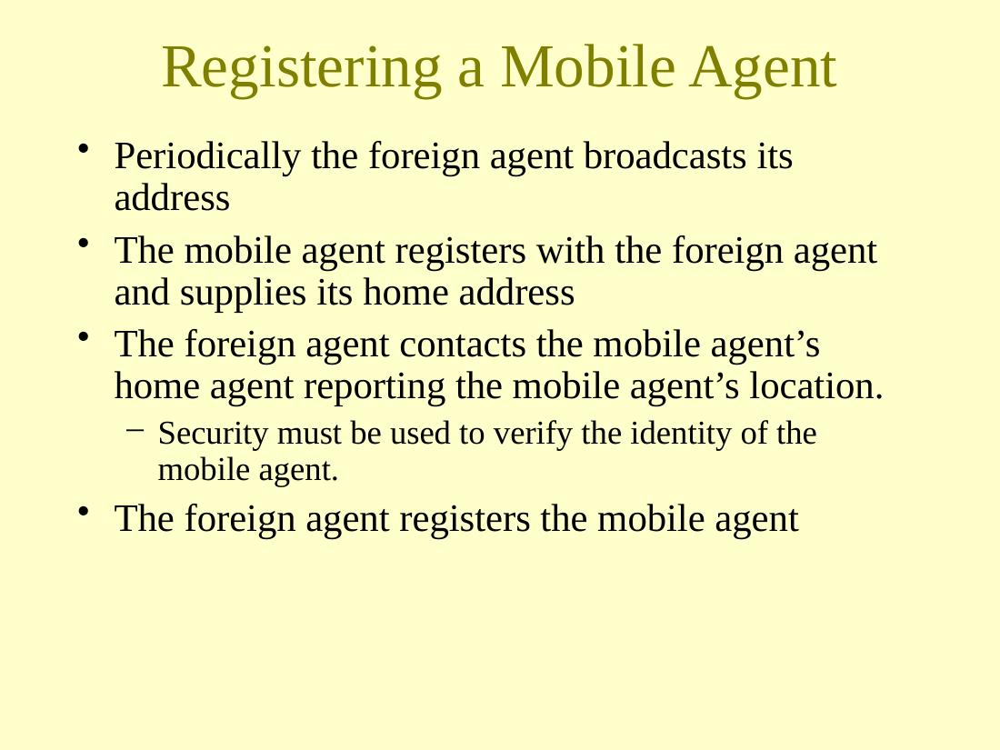 Registering a Mobile Agent
• Periodically the foreign agent broadcasts its
address
• The mobile agent registers with the foreign agent
and supplies its home address
• The foreign agent contacts the mobile agent’s
home agent reporting the mobile agent’s location.
– Security must be used to verify the identity of the
mobile agent.
• The foreign agent registers the mobile agent